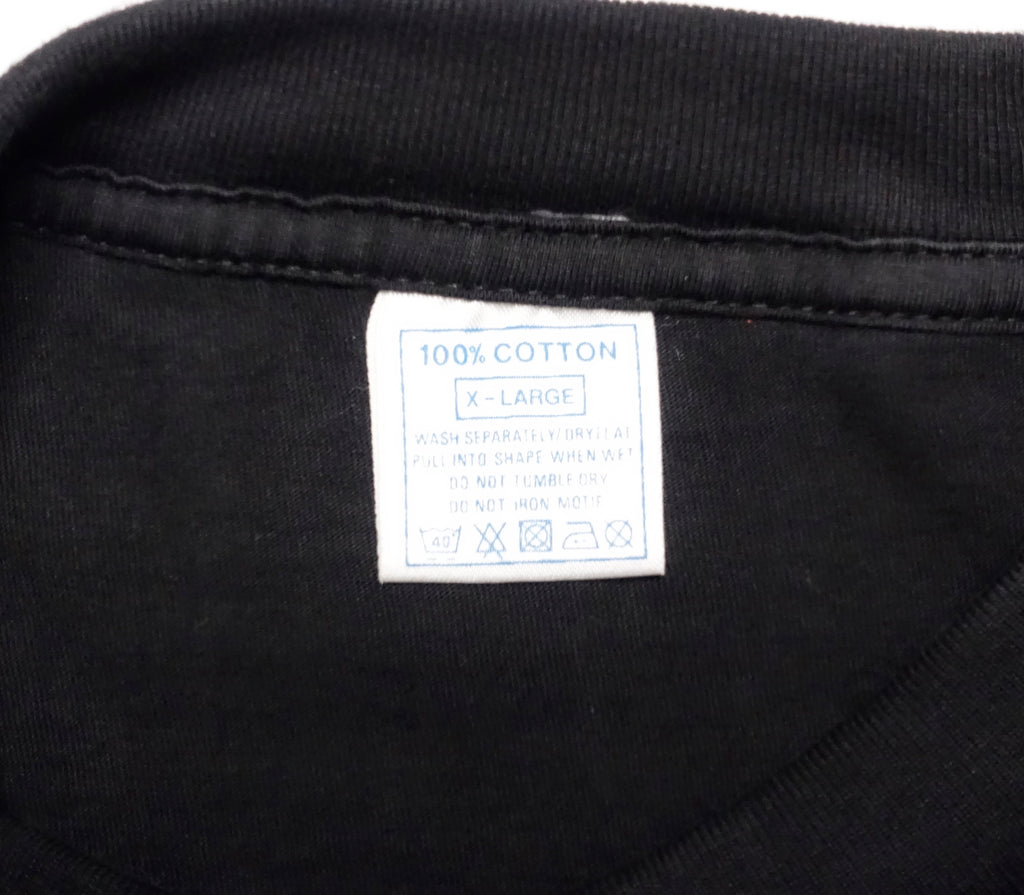 100% COTTON
X-LARGE
WASH SEPARATELY/DRY FLAT
PULL INTO SHAPE WHEN WET
DO NOT TUMBLE DRY
DO NOT IRON MOTIF
40°